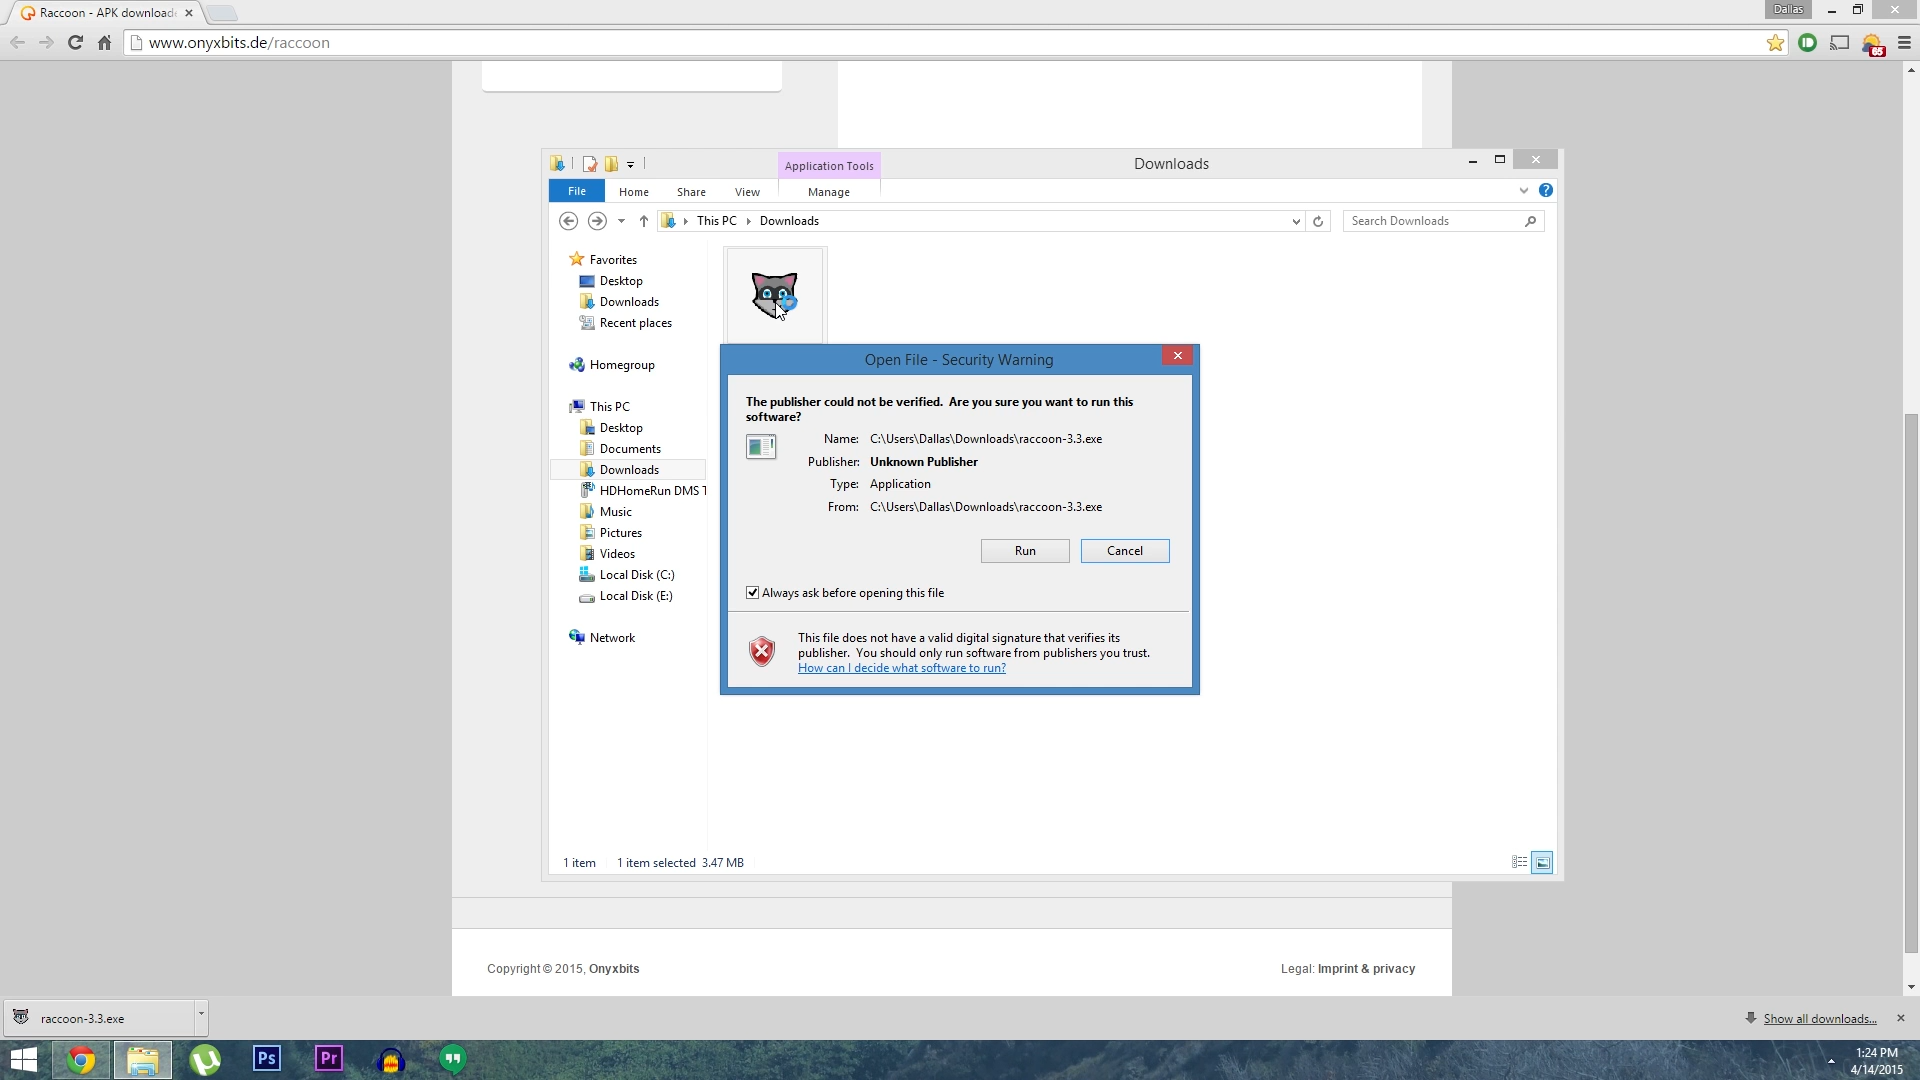 Raccoon - APK download
Dallas
www.onyxbits.de/raccoon
65
Application Tools
Downloads
File
Home
Share
View
Manage
This PC
Downloads
Search Downloads
Favorites
Desktop
Downloads
Recent places
Homegroup
This PC
Desktop
Documents
Downloads
HDHomeRun DMS T
Music
Pictures
Videos
Local Disk (C:)
Local Disk (E:)
Network
Open File - Security Warning
The publisher could not be verified.  Are you sure you want to run this
software?
Name: C:\Users\Dallas\Downloads\raccoon-3.3.exe
Publisher: Unknown Publisher
Type: Application
From: C:\Users\Dallas\Downloads\raccoon-3.3.exe
Run
Cancel
Always ask before opening this file
This file does not have a valid digital signature that verifies its
publisher.  You should only run software from publishers you trust.
How can I decide what software to run?
1 item
1 item selected  3.47 MB
Copyright © 2015, Onyxbits
Legal: Imprint & privacy
raccoon-3.3.exe
Show all downloads...
Ps
Pr
1:24 PM
4/14/2015